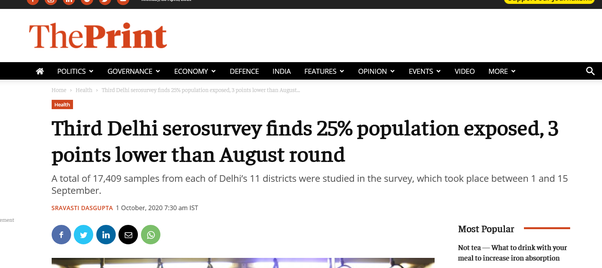 ThePrint
POLITICS GOVERNANCE ECONOMY DEFENCE INDIA FEATURES OPINION EVENTS VIDEO MORE
Home › Health › Third Delhi serosurvey finds 25% population exposed, 3 points lower than August...
Health
Third Delhi serosurvey finds 25% population exposed, 3
points lower than August round
A total of 17,409 samples from each of Delhi's 11 districts were studied in the survey, which took place between 1 and 15
September.
SRAVASTI DASGUPTA 1 October, 2020 7:30 am IST
Most Popular
Not tea — What to drink with your
meal to increase iron absorption